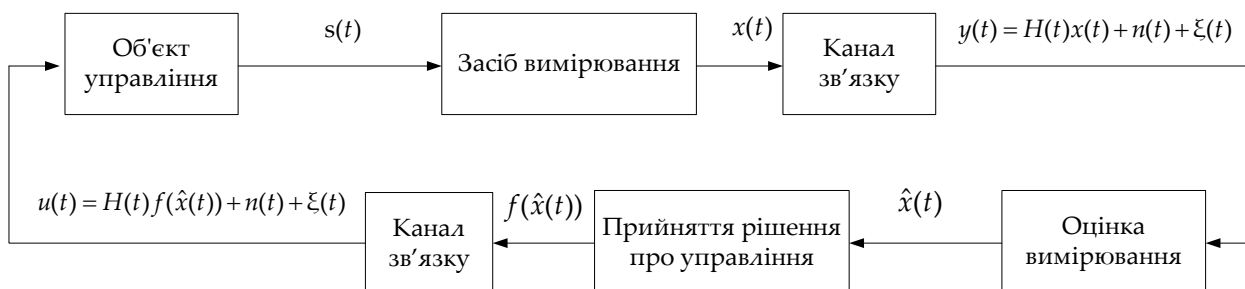 Об'єкт
управління
s(t)
Засіб вимірювання
x(t)
Канал
зв’язку
y(t) = H(t)x(t) + n(t) + ξ(t)
u(t) = H(t) f(x̂(t)) + n(t) + ξ(t)
Канал
зв’язку
f(x̂(t))
Прийняття рішення
про управління
x̂(t)
Оцінка
вимірювання